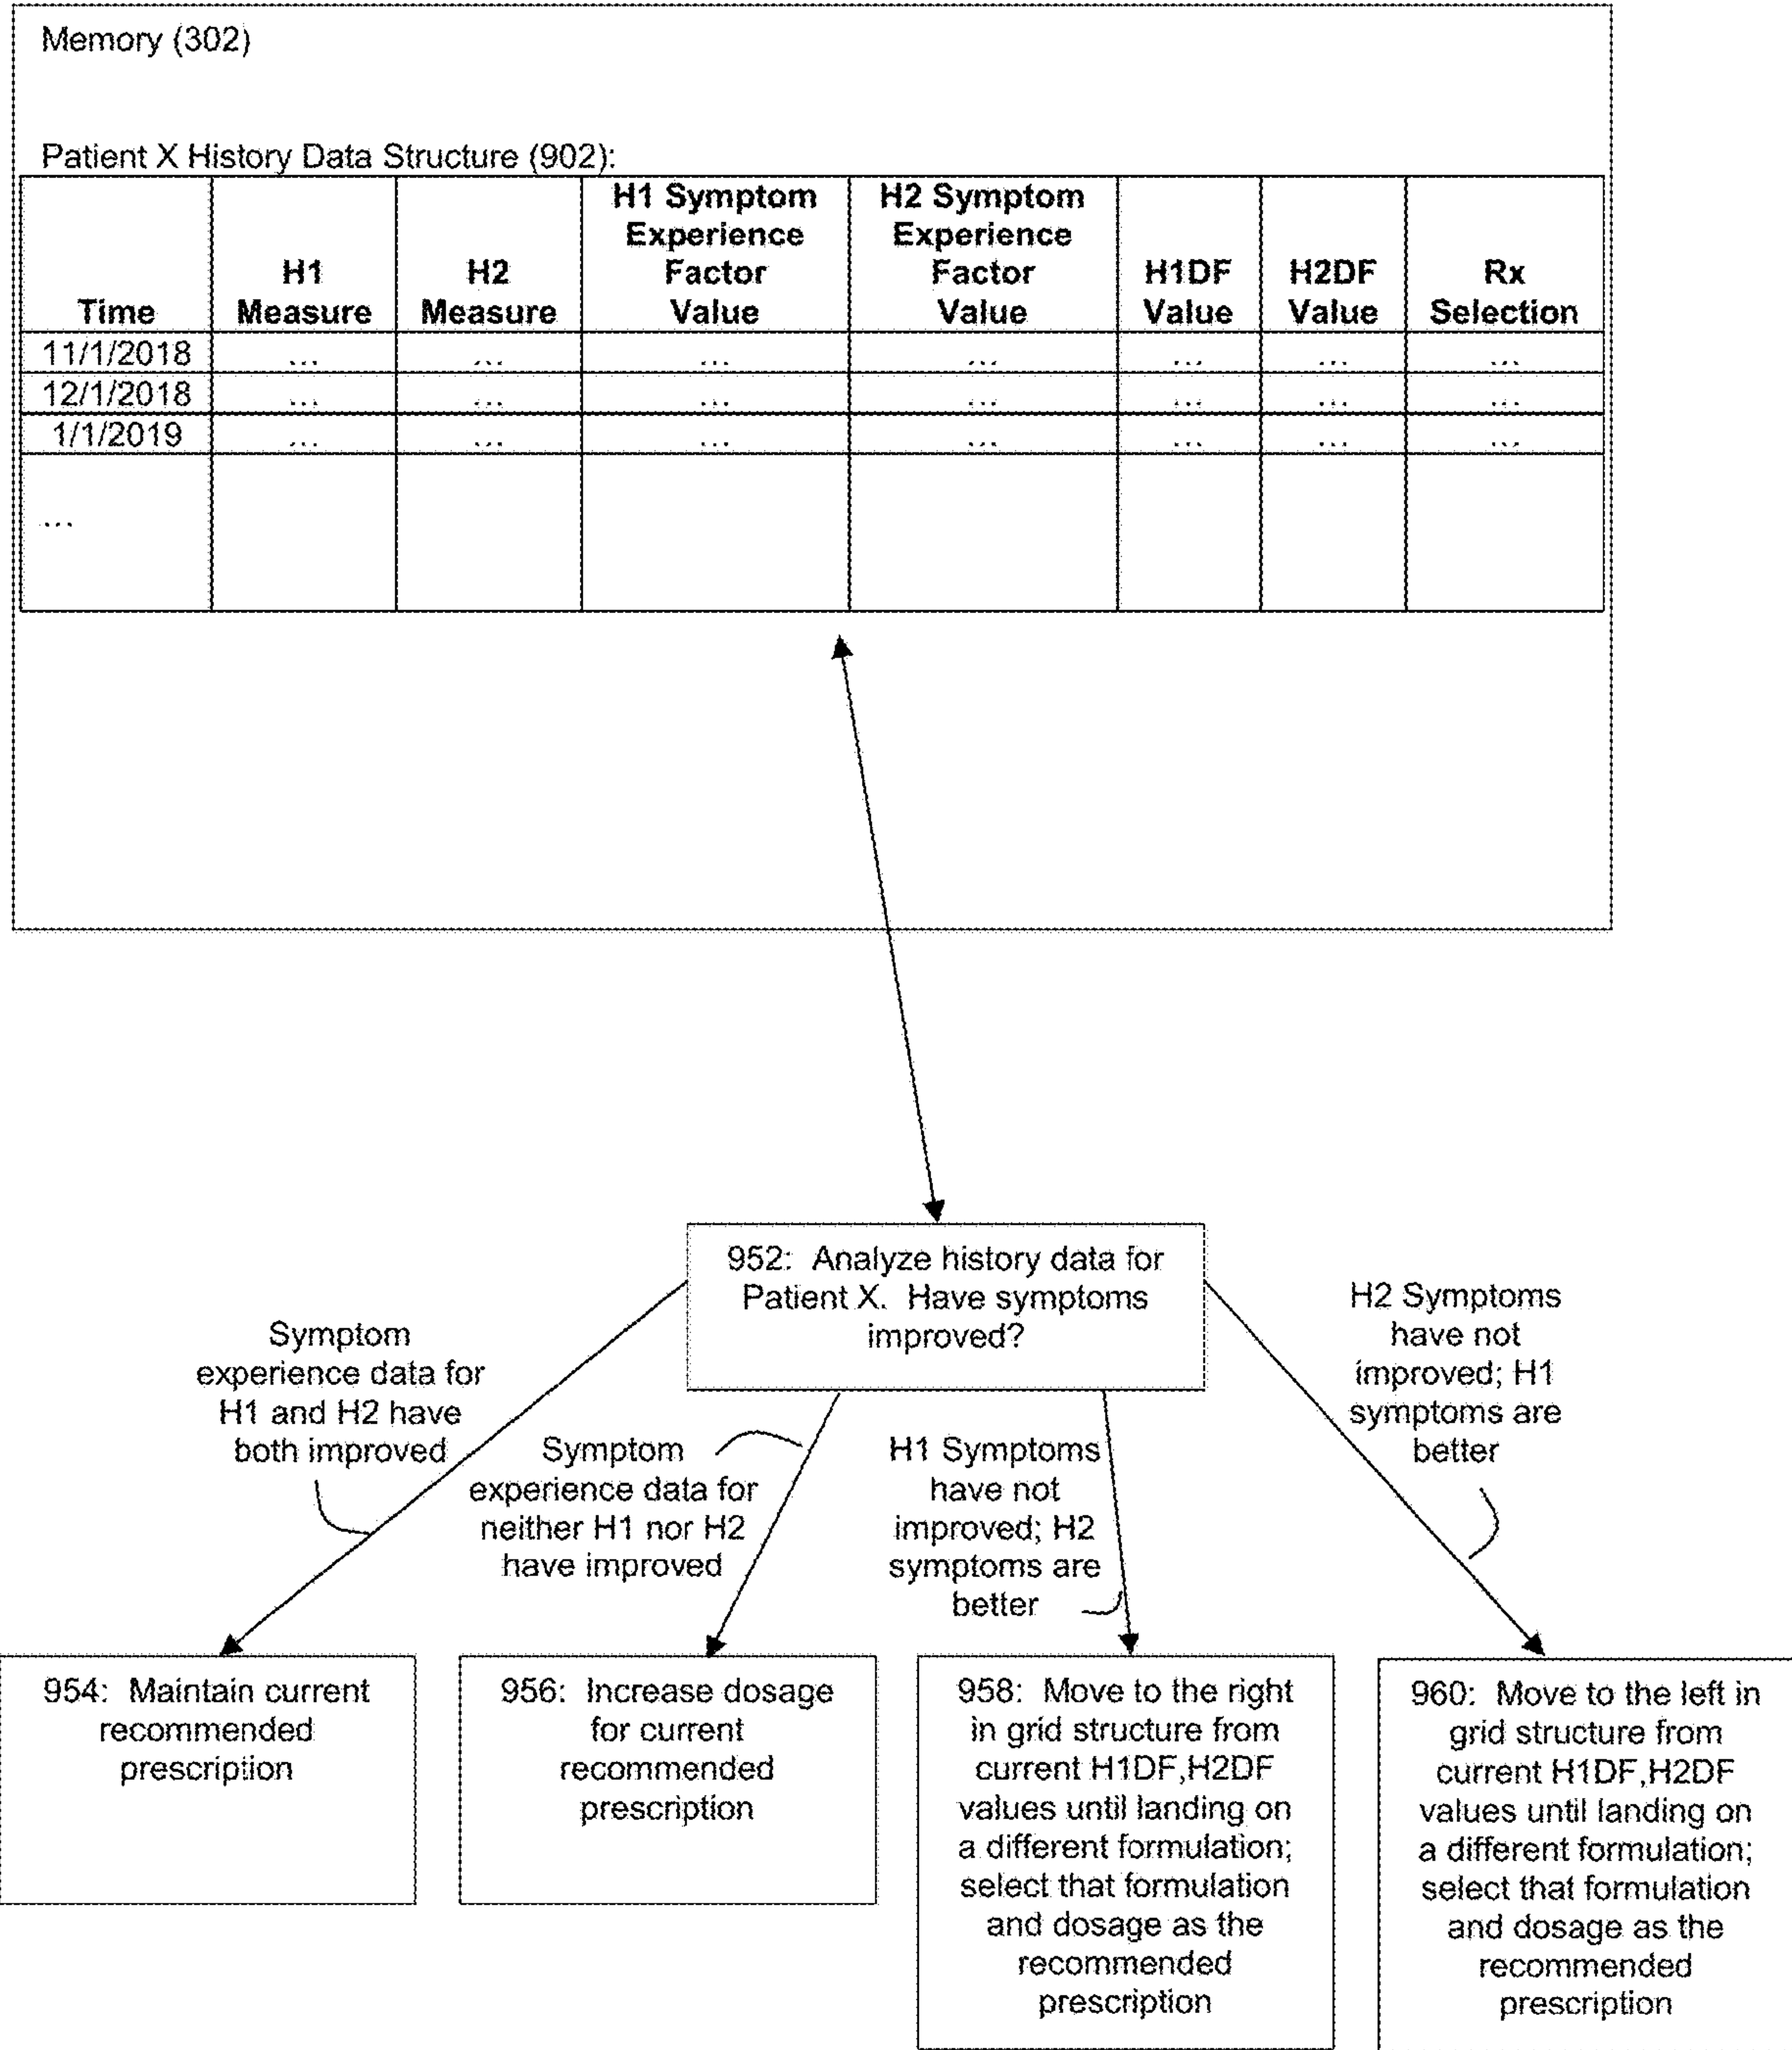 Memory (302)
Patient X History Data Structure (902):
Time
H1
Measure
H2
Measure
H1 Symptom
Experience
Factor
Value
H2 Symptom
Experience
Factor
Value
H1DF
Value
H2DF
Value
Rx
Selection
11/1/2018 ... ... ... ... ... ... ...
12/1/2018 ... ... ... ... ... ... ...
1/1/2019 ... ... ... ... ... ... ...
...
952: Analyze history data for
Patient X. Have symptoms
improved?
Symptom
experience data for
H1 and H2 have
both improved
Symptom
experience data for
neither H1 nor H2
have improved
H1 Symptoms
have not
improved; H2
symptoms are
better
H2 Symptoms
have not
improved; H1
symptoms are
better
954: Maintain current
recommended
prescription
956: Increase dosage
for current
recommended
prescription
958: Move to the right
in grid structure from
current H1DF,H2DF
values until landing on
a different formulation;
select that formulation
and dosage as the
recommended
prescription
960: Move to the left in
grid structure from
current H1DF,H2DF
values until landing on
a different formulation;
select that formulation
and dosage as the
recommended
prescription